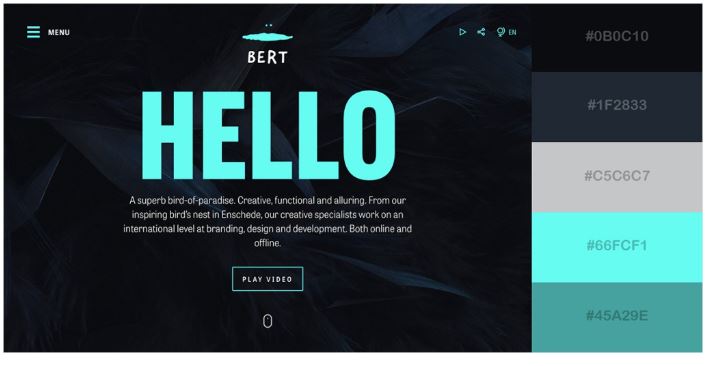 MENU
BERT
EN
HELLO
A superb bird-of-paradise. Creative, functional and alluring. From our
inspiring bird's nest in Enschede, our creative specialists work on an
international level at branding, design and development. Both online and
offline.
PLAY VIDEO
#0B0C10
#1F2833
#C5C6C7
#66FCF1
#45A29E